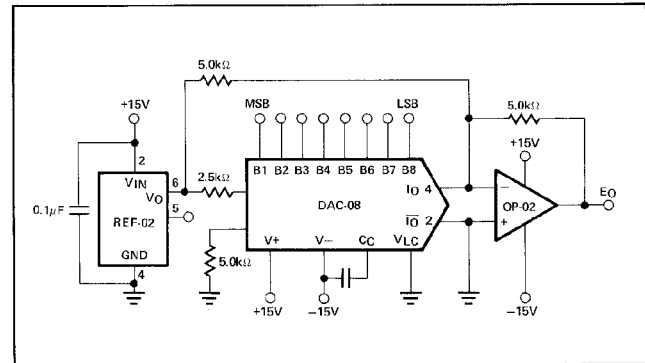 5.0kΩ
+15V
MSB
LSB
5.0kΩ
+15V
2
VIN
VO
6
5
REF-02
GND
4
0.1µF
2.5kΩ
5.0kΩ
B1 B2 B3 B4 B5 B6 B7 B8
IO 4
DAC-08
IO 2
V+ V− CC VLC
+15V
−15V
−
+
OP-02
EO
−15V